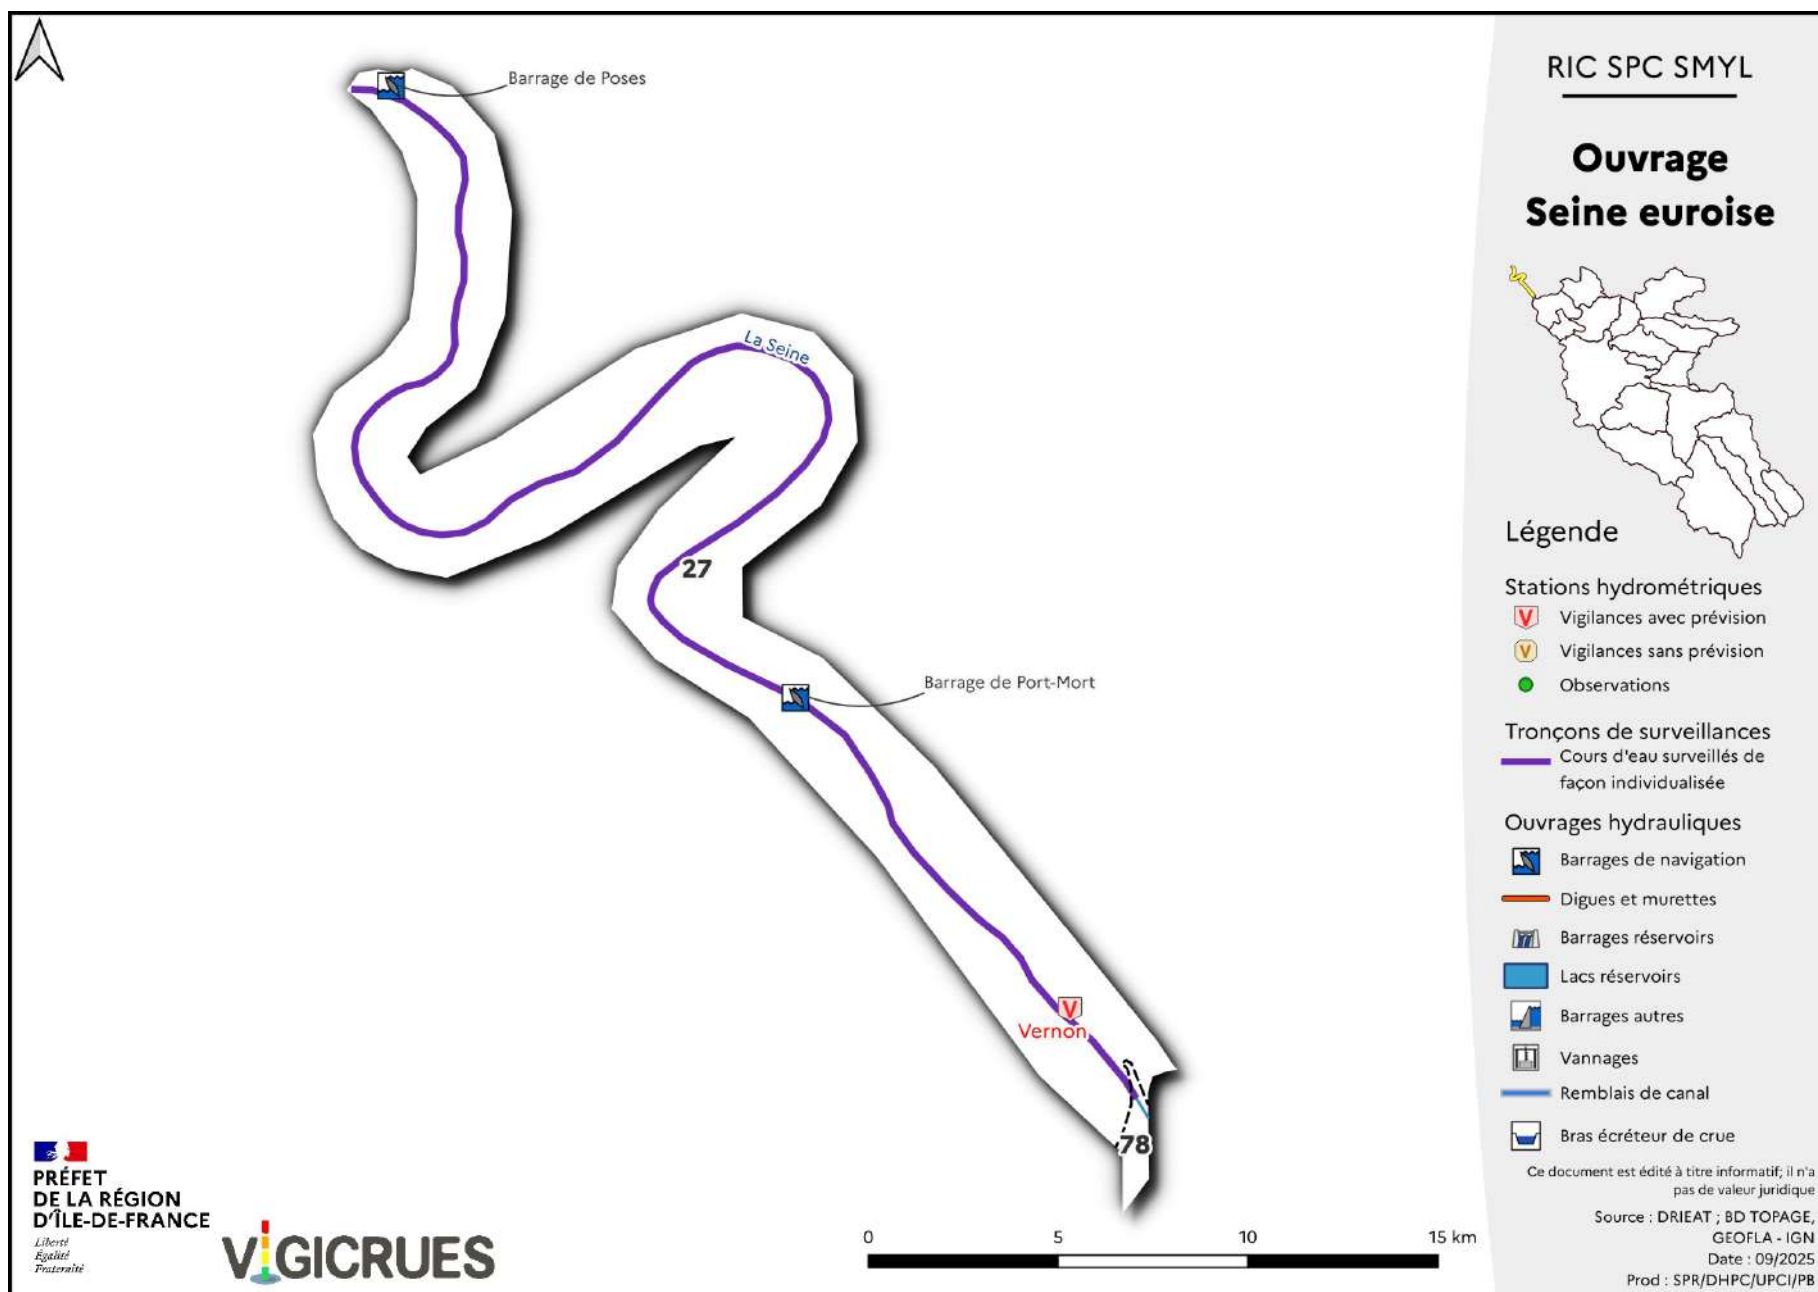 Barrage de Poses
La Seine
27
Barrage de Port-Mort
V
Vernon
78
0 5 10 15 km
PRÉFET
DE LA RÉGION
D'ÎLE-DE-FRANCE
Liberté
Égalité
Fraternité
VIGICRUES
RIC SPC SMYL
Ouvrage
Seine euroise
Légende
Stations hydrométriques
V Vigilances avec prévision
V Vigilances sans prévision
Observations
Tronçons de surveillances
Cours d'eau surveillés de
façon individualisée
Ouvrages hydrauliques
Barrages de navigation
Digues et murettes
Barrages réservoirs
Lacs réservoirs
Barrages autres
Vannages
Remblais de canal
Bras écréteur de crue
Ce document est édité à titre informatif; il n'a
pas de valeur juridique
Source : DRIEAT ; BD TOPAGE,
GEOFLA - IGN
Date : 09/2025
Prod : SPR/DHPC/UPCI/PB